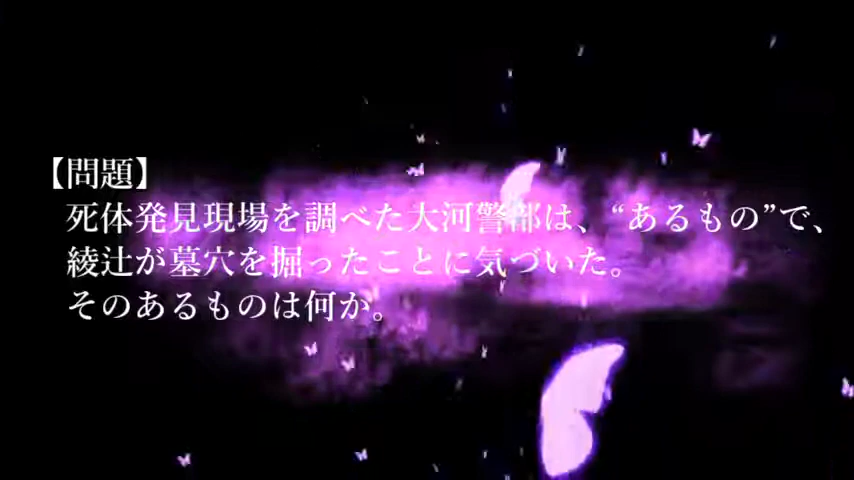 【問題】
死体発見現場を調べた大河警部は、“あるもの”で、
綾辻が墓穴を掘ったことに気づいた。
そのあるものは何か。